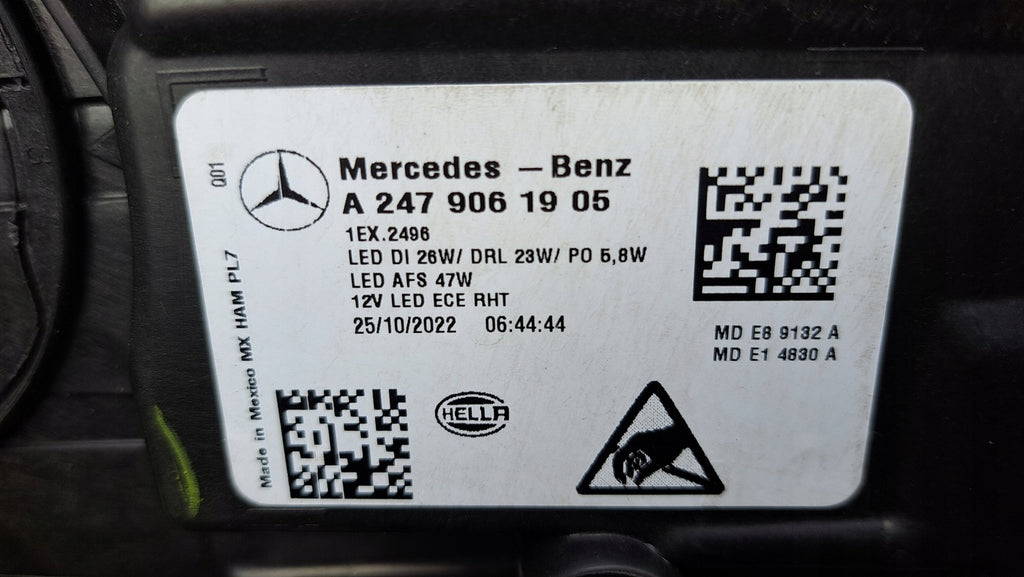 Q01
Mercedes – Benz
A 247 906 19 05
1EX.2496
LED DI 26W/ DRL 23W/ PO 5,8W
LED AFS 47W
12V LED ECE RHT
25/10/2022 06:44:44
MD E8 9132 A
MD E1 4830 A
Made in Mexico MX HAM PL7
HELLA